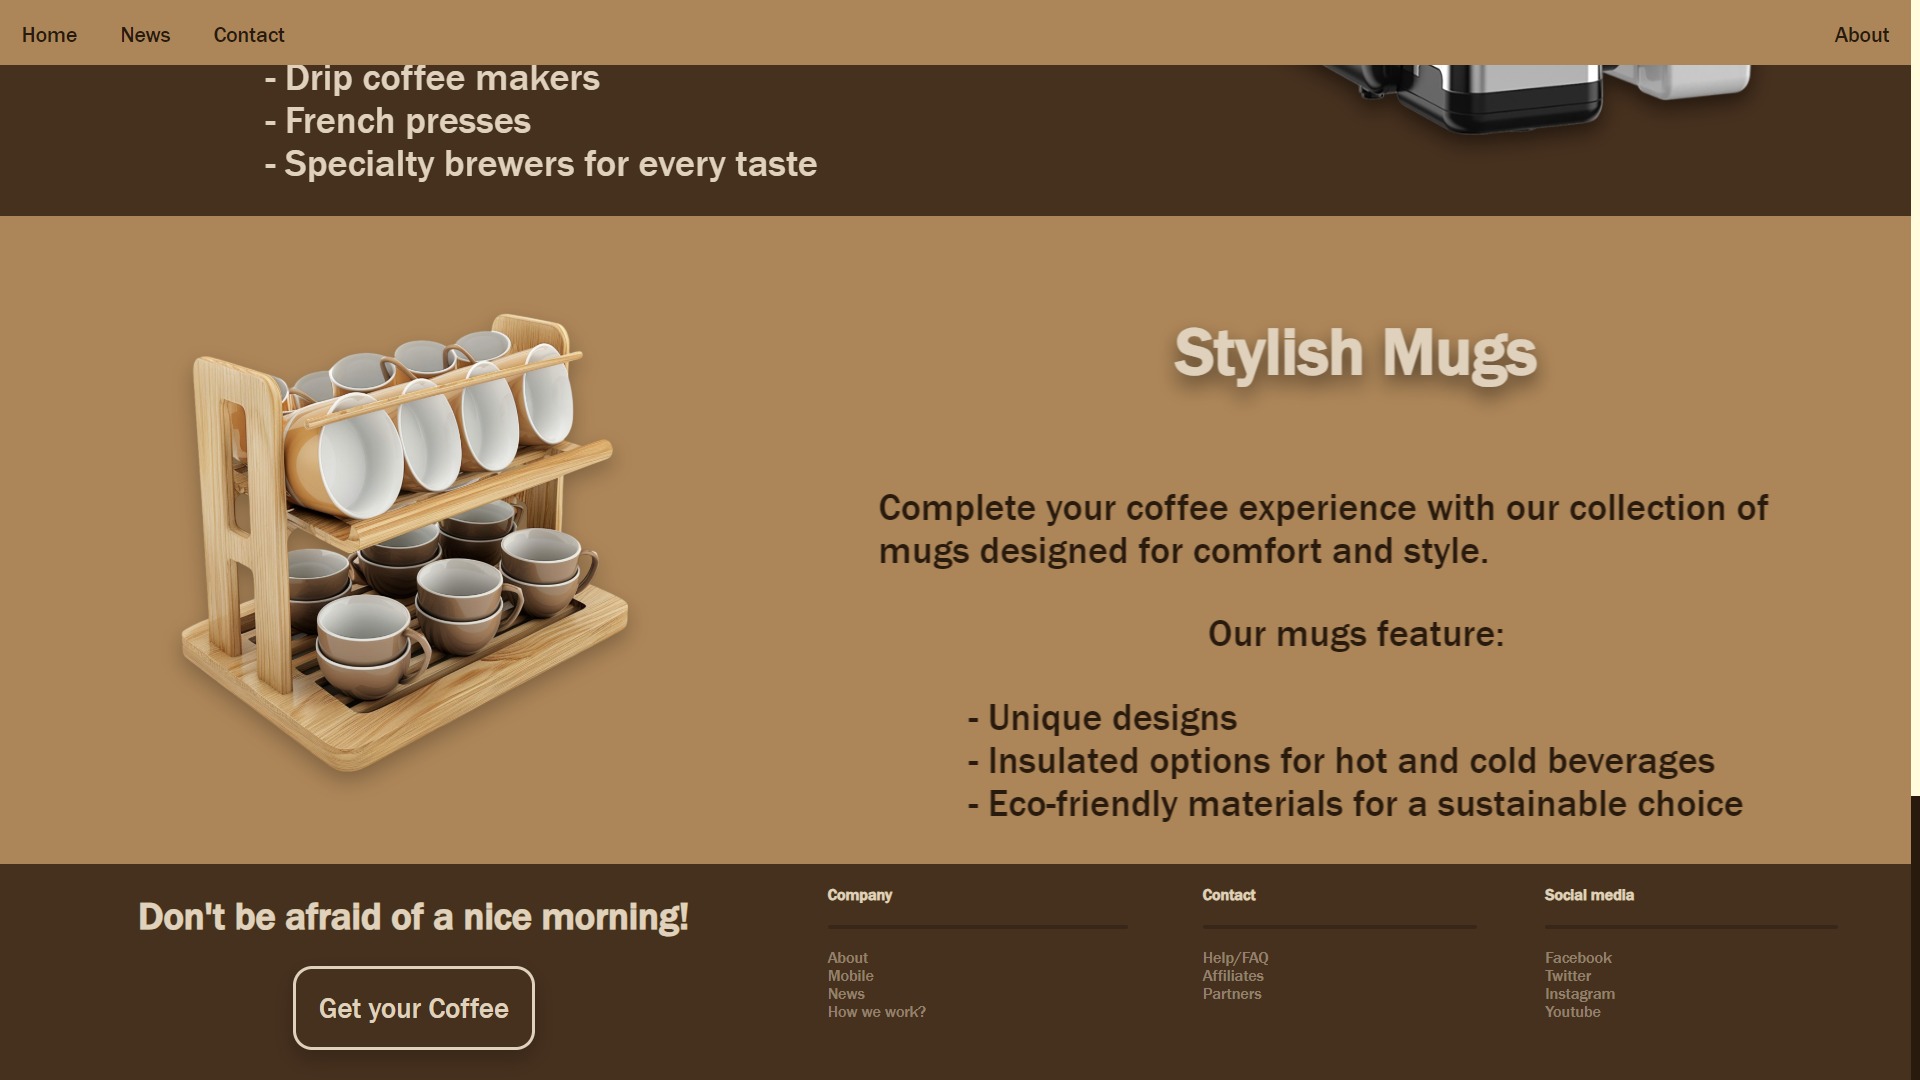 Home
News
Contact
About
- Drip coffee makers
- French presses
- Specialty brewers for every taste
Stylish Mugs
Complete your coffee experience with our collection of
mugs designed for comfort and style.
Our mugs feature:
- Unique designs
- Insulated options for hot and cold beverages
- Eco-friendly materials for a sustainable choice
Don't be afraid of a nice morning!
Get your Coffee
Company
About
Mobile
News
How we work?
Contact
Help/FAQ
Affiliates
Partners
Social media
Facebook
Twitter
Instagram
Youtube